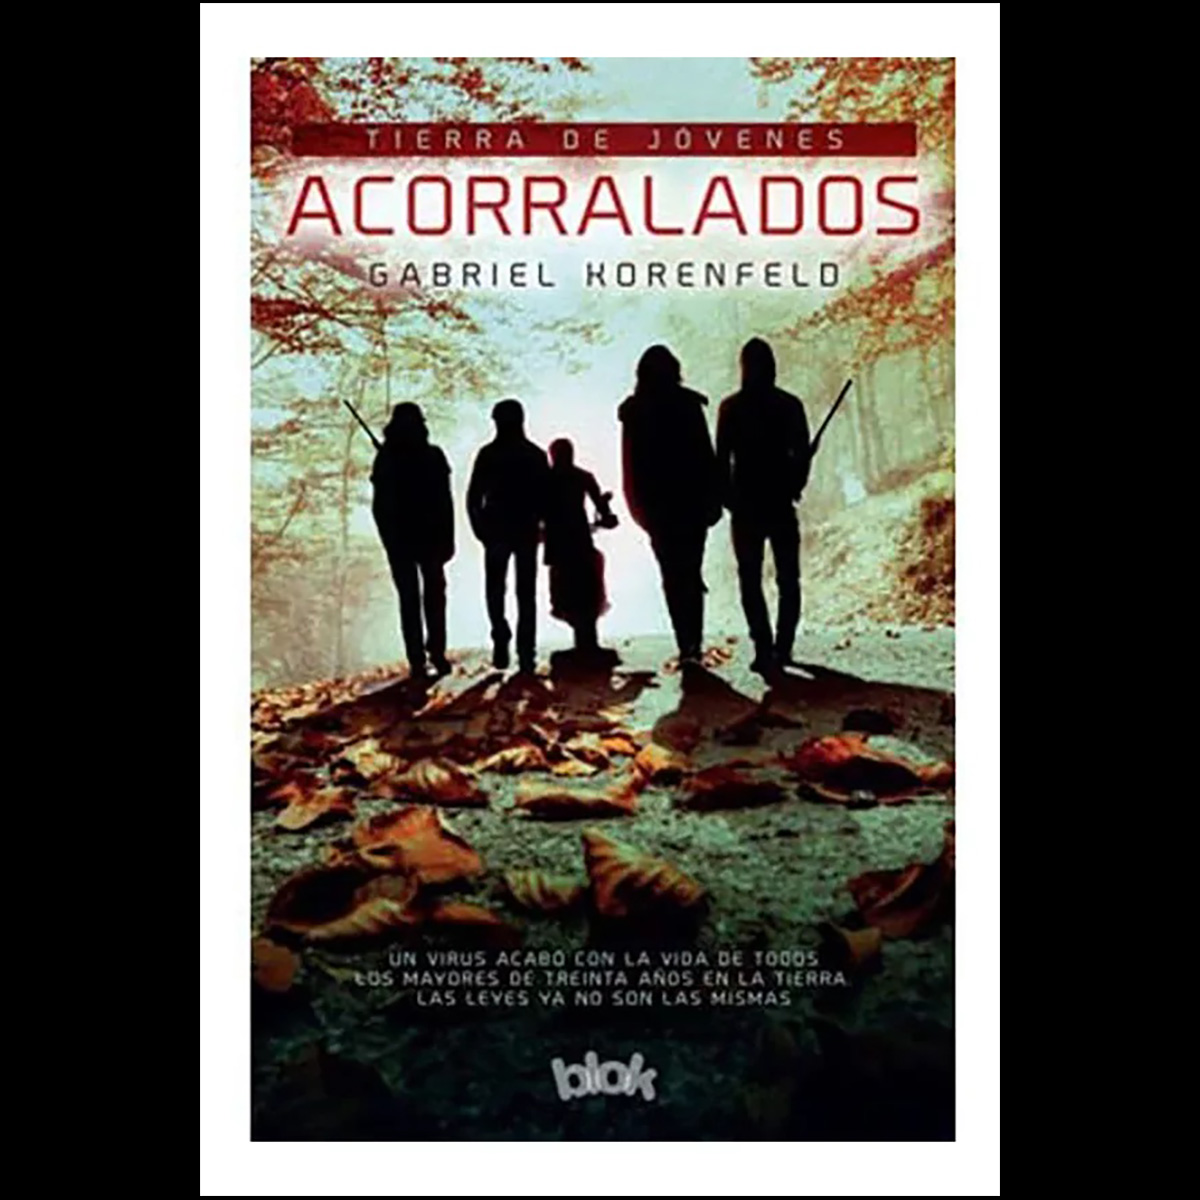 TIERRA DE JÓVENES
ACORRALADOS
GABRIEL KORENFELD
UN VIRUS ACABÓ CON LA VIDA DE TODOS
LOS MAYORES DE TREINTA AÑOS EN LA TIERRA.
LAS LEYES YA NO SON LAS MISMAS
blok